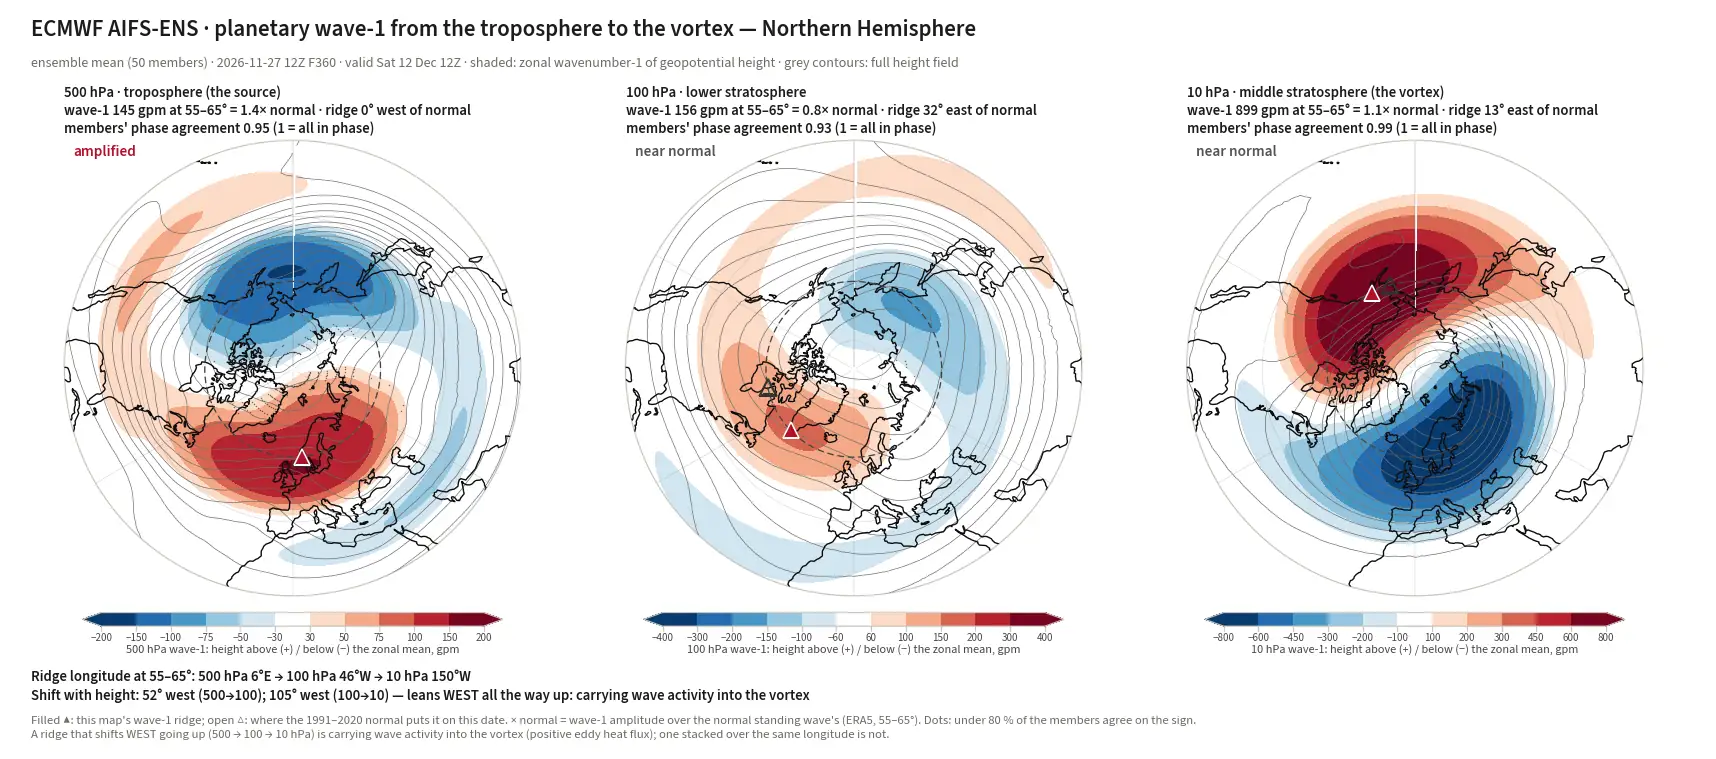 ECMWF AIFS-ENS · planetary wave-1 from the troposphere to the vortex — Northern Hemisphere
ensemble mean (50 members) · 2026-11-27 12Z F360 · valid Sat 12 Dec 12Z · shaded: zonal wavenumber-1 of geopotential height · grey contours: full height field
500 hPa · troposphere (the source)
wave-1 145 gpm at 55–65° = 1.4× normal · ridge 0° west of normal
members' phase agreement 0.95 (1 = all in phase)
amplified
100 hPa · lower stratosphere
wave-1 156 gpm at 55–65° = 0.8× normal · ridge 32° east of normal
members' phase agreement 0.93 (1 = all in phase)
near normal
10 hPa · middle stratosphere (the vortex)
wave-1 899 gpm at 55–65° = 1.1× normal · ridge 13° east of normal
members' phase agreement 0.99 (1 = all in phase)
near normal
−200 −150 −100 −75 −50 −30 30 50 75 100 150 200
500 hPa wave-1: height above (+) / below (−) the zonal mean, gpm
−400 −300 −200 −150 −100 −60 60 100 150 200 300 400
100 hPa wave-1: height above (+) / below (−) the zonal mean, gpm
−800 −600 −450 −300 −200 −100 100 200 300 450 600 800
10 hPa wave-1: height above (+) / below (−) the zonal mean, gpm
Ridge longitude at 55–65°: 500 hPa 6°E → 100 hPa 46°W → 10 hPa 150°W
Shift with height: 52° west (500→100); 105° west (100→10) — leans WEST all the way up: carrying wave activity into the vortex
Filled ▲: this map's wave-1 ridge; open △: where the 1991–2020 normal puts it on this date. × normal = wave-1 amplitude over the normal standing wave's (ERA5, 55–65°). Dots: under 80 % of the members agree on the sign.
A ridge that shifts WEST going up (500 → 100 → 10 hPa) is carrying wave activity into the vortex (positive eddy heat flux); one stacked over the same longitude is not.